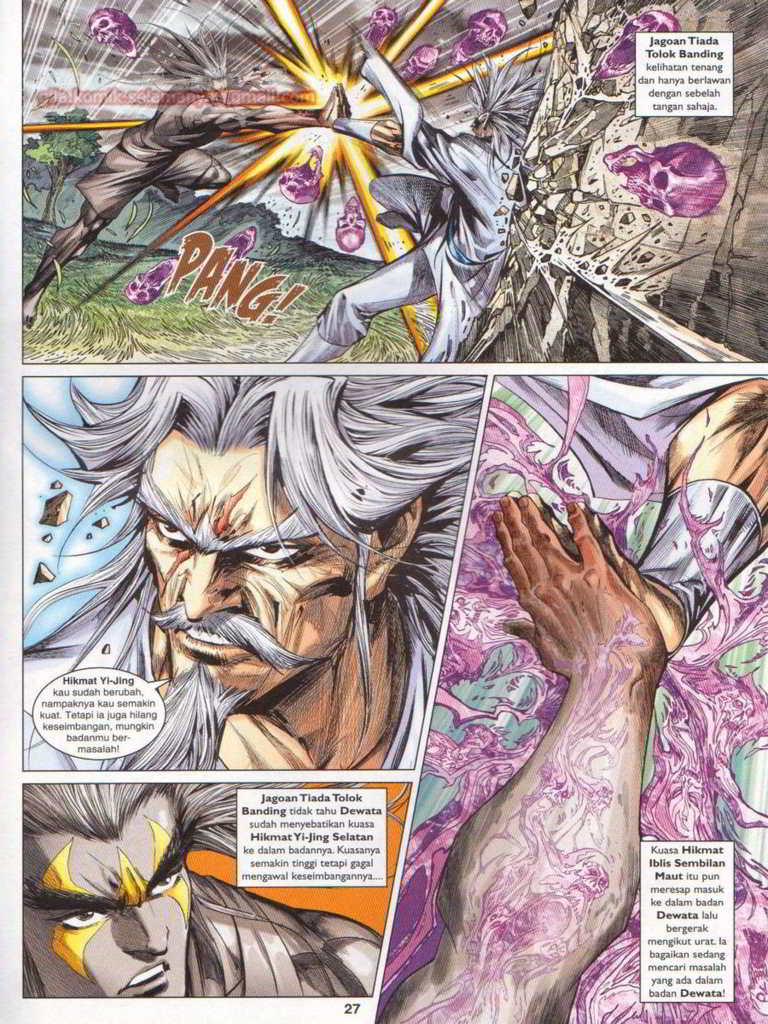 Jagoan Tiada
Tolok Banding
kelihatan tenang
dan hanya berlawan
dengan sebelah
tangan sahaja.
PANG!
Hikmat Yi-Jing
kau sudah berubah,
nampaknya kau semakin
kuat. Tetapi ia juga hilang
keseimbangan, mungkin
badanmu ber-
masalah!
Jagoan Tiada Tolok
Banding tidak tahu Dewata
sudah menyebatikan kuasa
Hikmat Yi-Jing Selatan
ke dalam badannya. Kuasanya
semakin tinggi tetapi gagal
mengawal keseimbangannya....
Kuasa Hikmat
Iblis Sembilan
Maut itu pun
meresap masuk
ke dalam badan
Dewata lalu
bergerak
mengikut urat. Ia
bagaikan sedang
mencari masalah
yang ada dalam
badan Dewata!
27